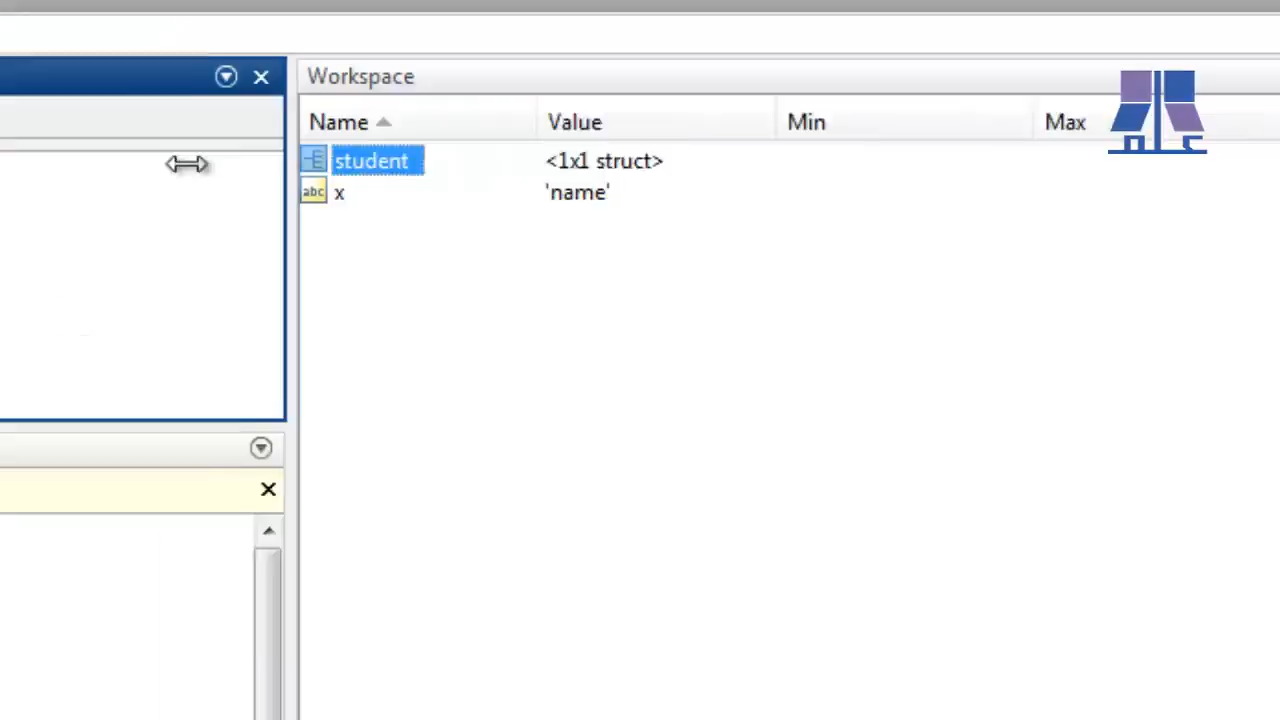 Workspace
Name Value Min Max
student <1x1 struct>
abc x 'name'